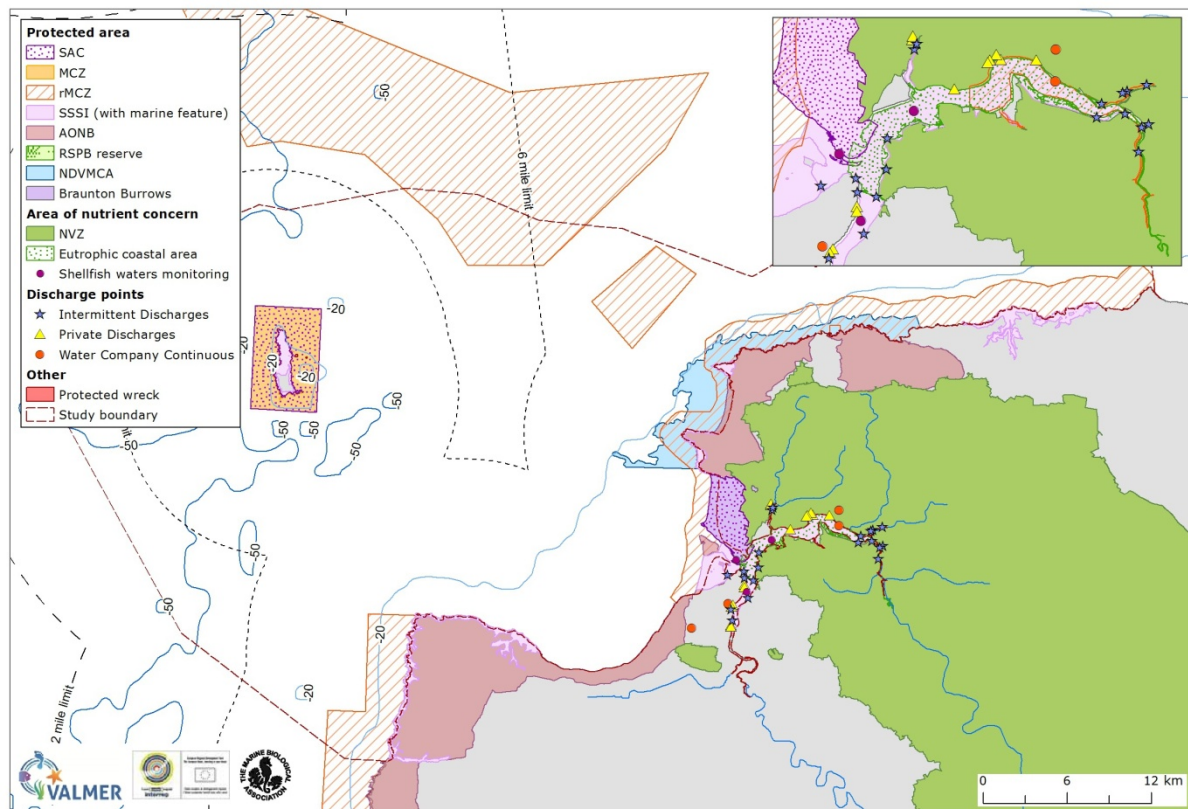 Protected area
SAC
MCZ
rMCZ
SSSI (with marine feature)
AONB
RSPB reserve
NDVMCA
Braunton Burrows
Area of nutrient concern
NVZ
Eutrophic coastal area
Shellfish waters monitoring
Discharge points
Intermittent Discharges
Private Discharges
Water Company Continuous
Other
Protected wreck
Study boundary
-50
6 mile limit
-20
-20
-20
-20
-50
-50
-50
-50
-50
-50
-20
-20
2 mile limit
VALMER
THE MARINE BIOLOGICAL ASSOCIATION
0 6 12 km